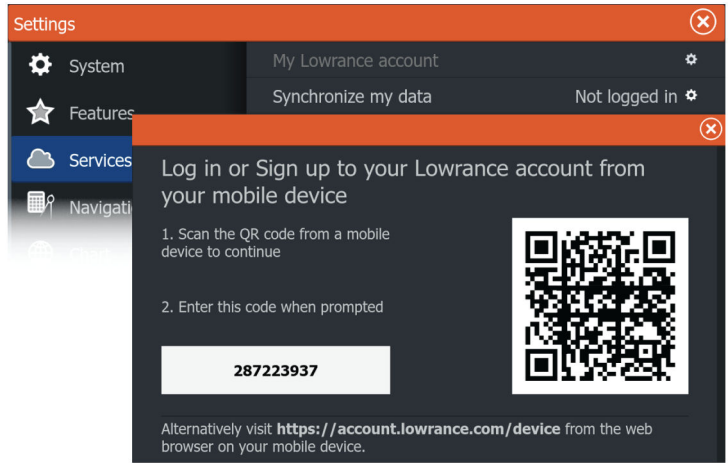 Settings
System
My Lowrance account
Synchronize my data Not logged in
Features
Services
Log in or Sign up to your Lowrance account from
your mobile device
Navigati
1. Scan the QR code from a mobile
device to continue
Chart
2. Enter this code when prompted
287223937
Alternatively visit https://account.lowrance.com/device from the web
browser on your mobile device.